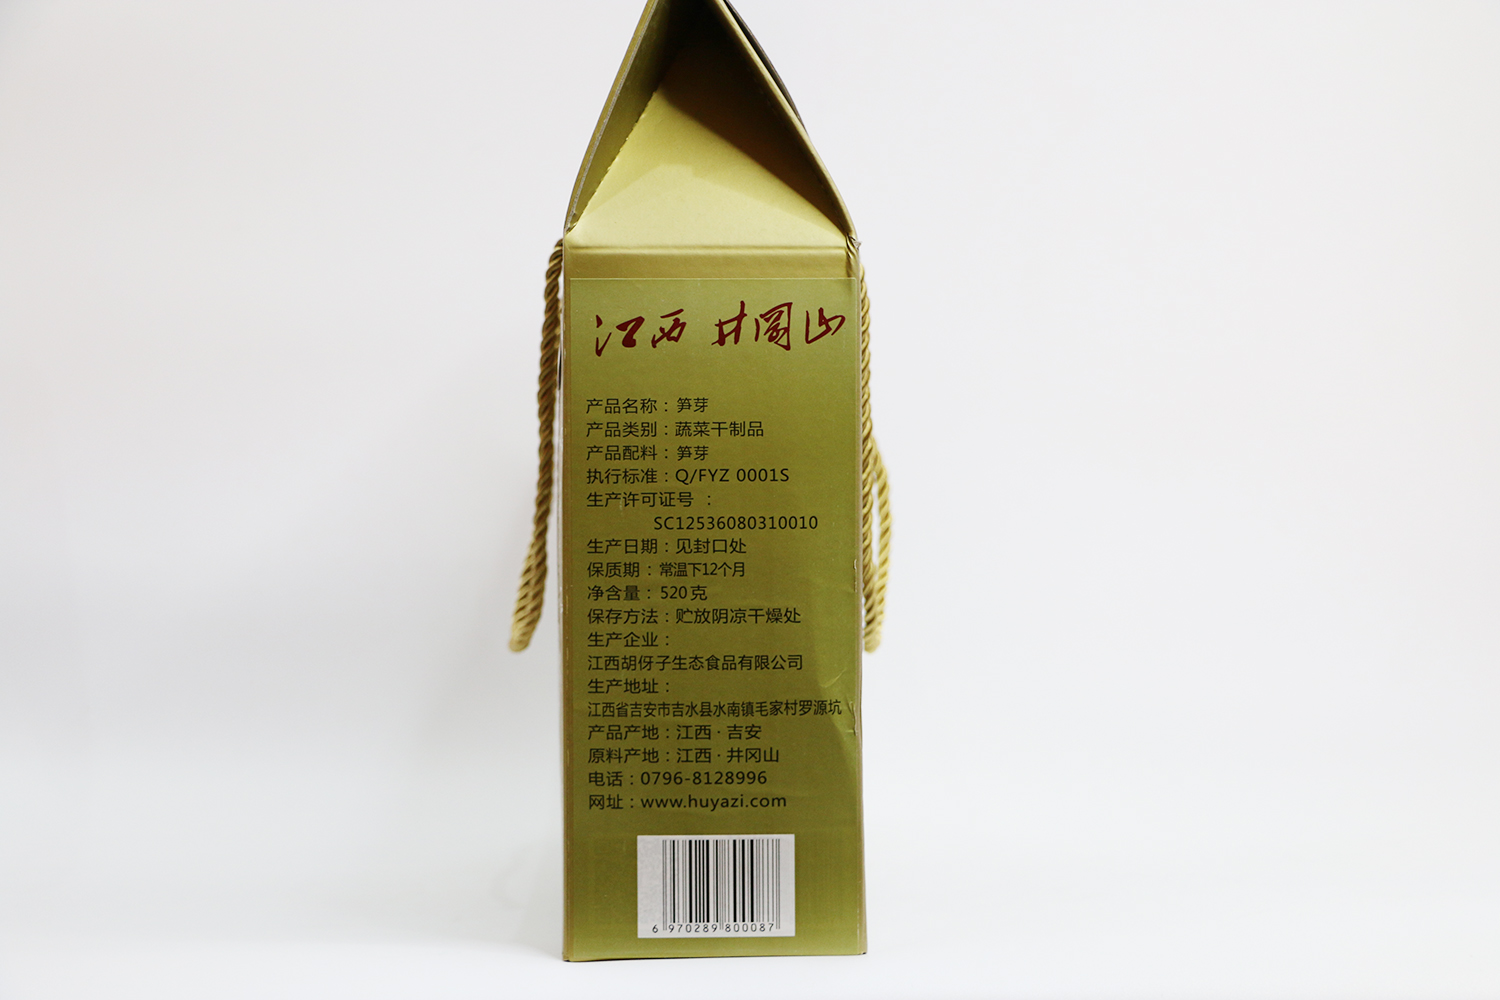 江西 井冈山
产品名称：笋芽
产品类别：蔬菜干制品
产品配料：笋芽
执行标准：Q/FYZ 0001S
生产许可证号 ：
SC12536080310010
生产日期：见封口处
保质期：常温下12个月
净含量：520克
保存方法：贮放阴凉干燥处
生产企业：
江西胡伢子生态食品有限公司
生产地址：
江西省吉安市吉水县水南镇毛家村罗源坑
产品产地：江西·吉安
原料产地：江西·井冈山
电话：0796-8128996
网址：www.huyazi.com
6 970289 800087